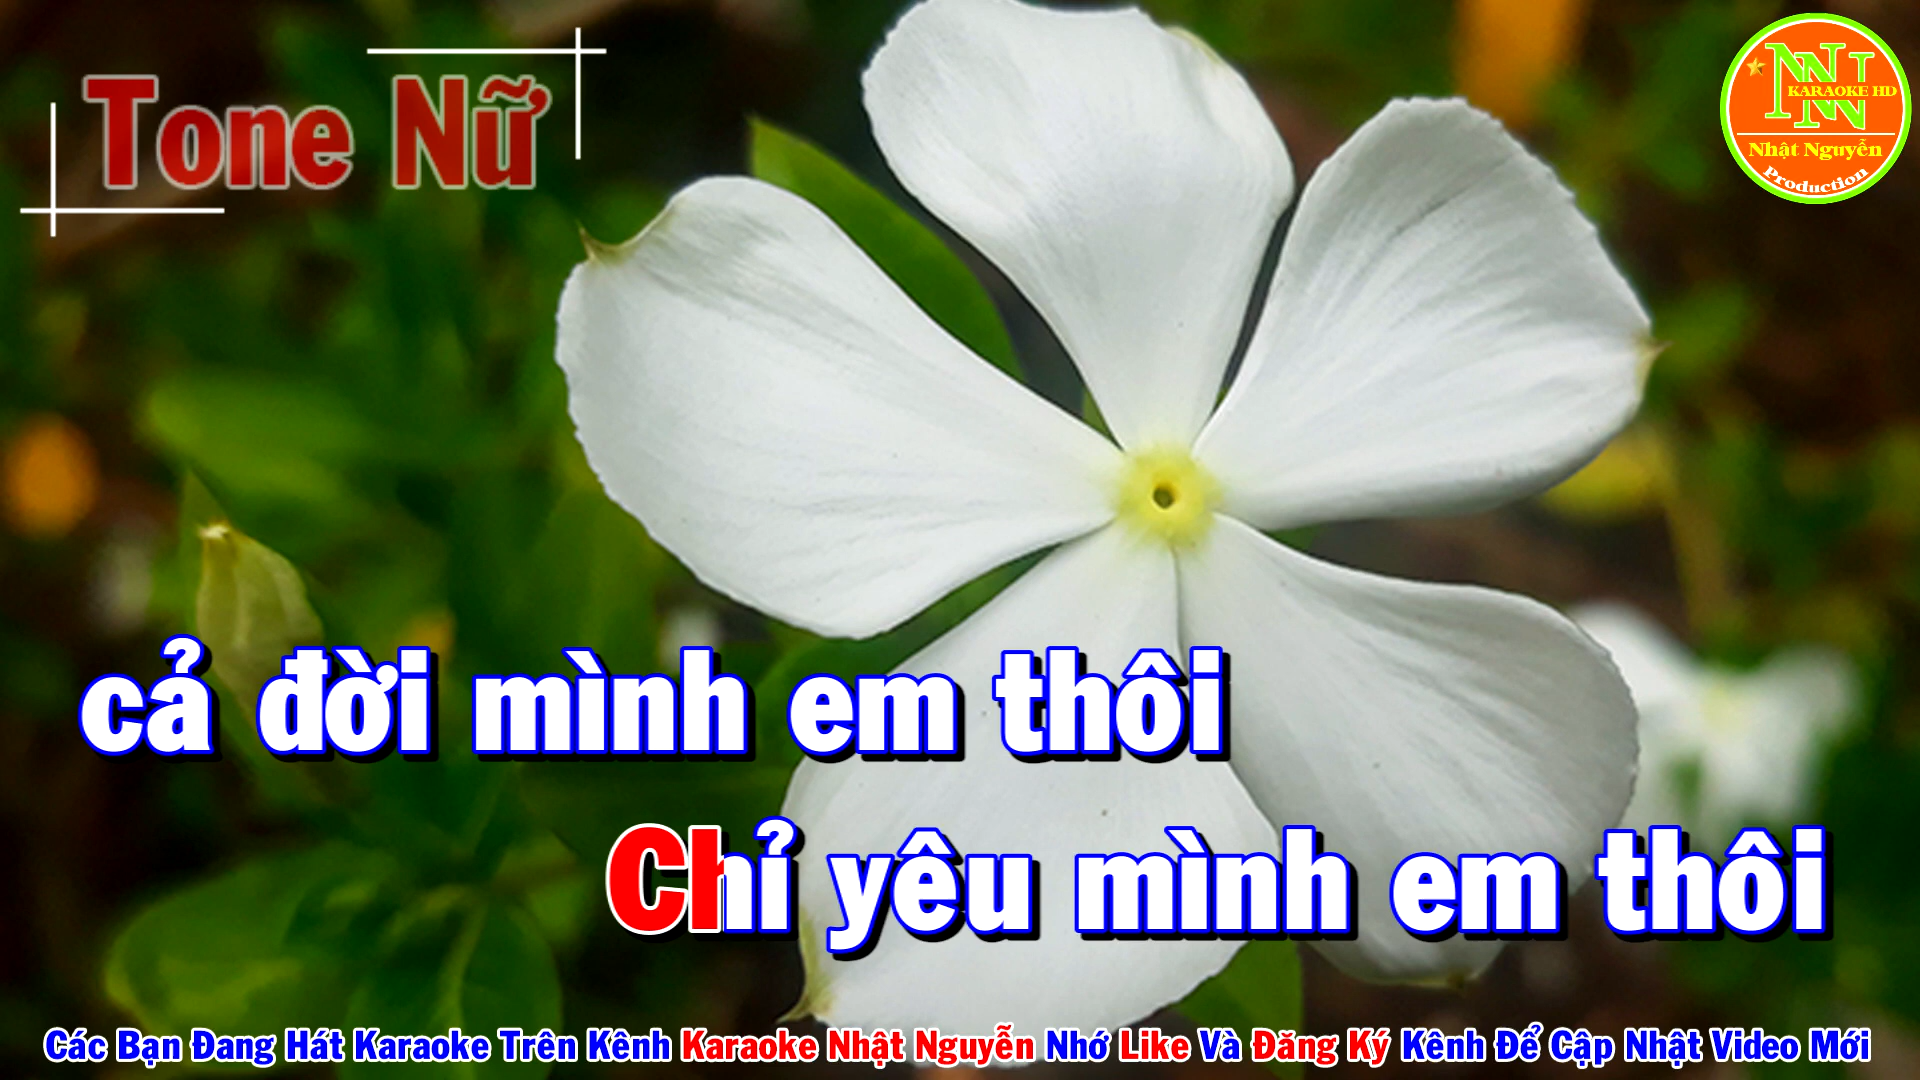 Tone Nữ
NN NN
KARAOKE HD
Nhật Nguyễn
Production
cả đời mình em thôi
Chỉ yêu mình em thôi
Các Bạn Đang Hát Karaoke Trên Kênh Karaoke Nhật Nguyễn Nhớ Like Và Đăng Ký Kênh Để Cập Nhật Video Mới